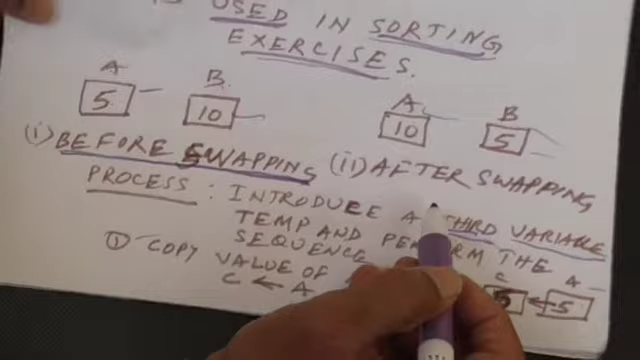 USED IN SORTING
EXERCISES.
A B
5 10
A B
10 5
(i) BEFORE SWAPPING (ii) AFTER SWAPPING
PROCESS: INTRODUCE A THIRD VARIABLE
TEMP AND PERFORM THE
SEQUENCE
① COPY VALUE OF
C ← A
C A
5 ← 5